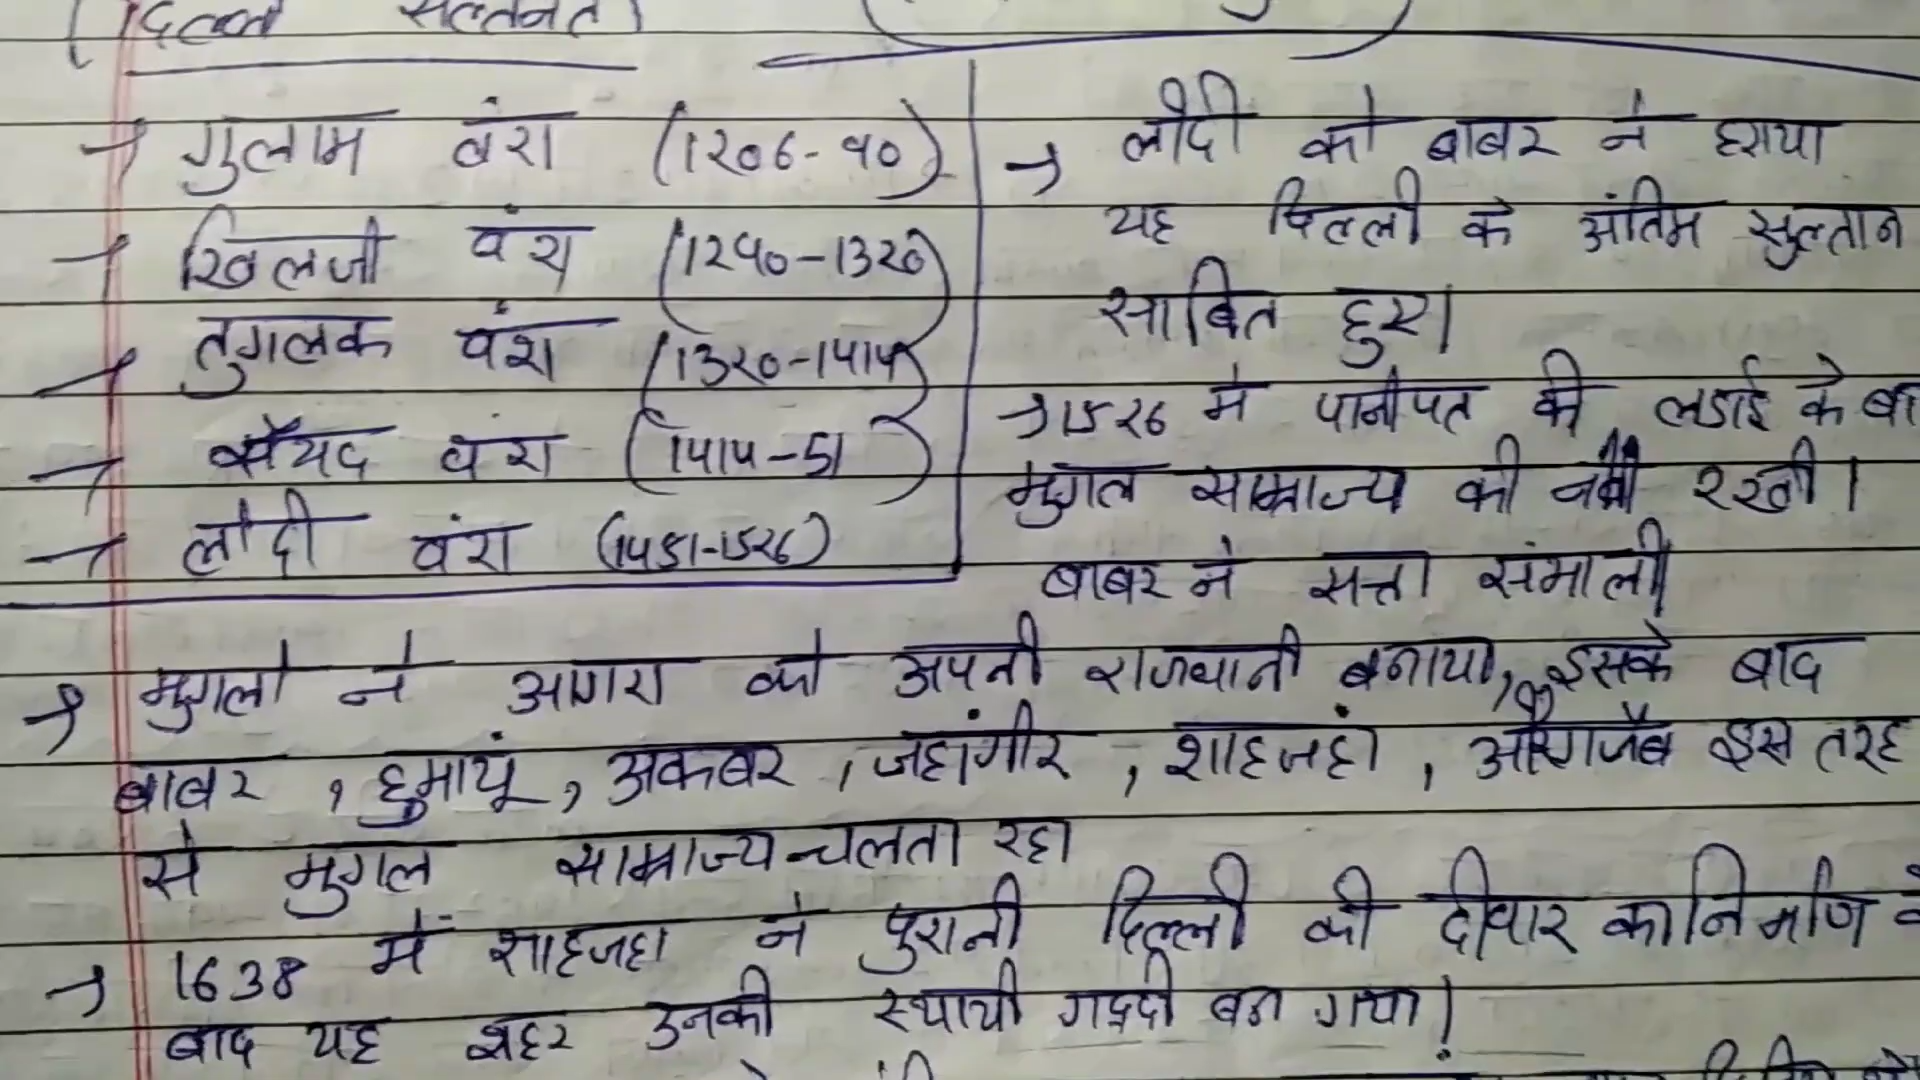 दिल्ली सल्तनत
→ गुलाम वंश (1206-90)
→ खिलजी वंश (1290-1320)
→ तुगलक वंश (1320-1414)
→ सैयद वंश (1414-51)
→ लोदी वंश (1451-1526)
→ लोदी को बाबर ने हराया
यह दिल्ली के अंतिम सुल्तान
साबित हुए।
→ 1526 में पानीपत की लडाई के
मुगल साम्राज्य की रखी।
बाबर ने सत्ता संभाली
→ मुगलो ने आगरा को अपनी राजधानी बनाया, इसके बाद
बाबर, हुमायूं, अकबर, जहांगीर, शाहजहां, औरंगजेब इस तरह
से मुगल साम्राज्य चलता रहा
→ 1638 में शाहजहा ने पुरानी दिल्ली की दीवार का निर्माण
बाद यह शहर उनकी स्थायी गद्दी बन गया।